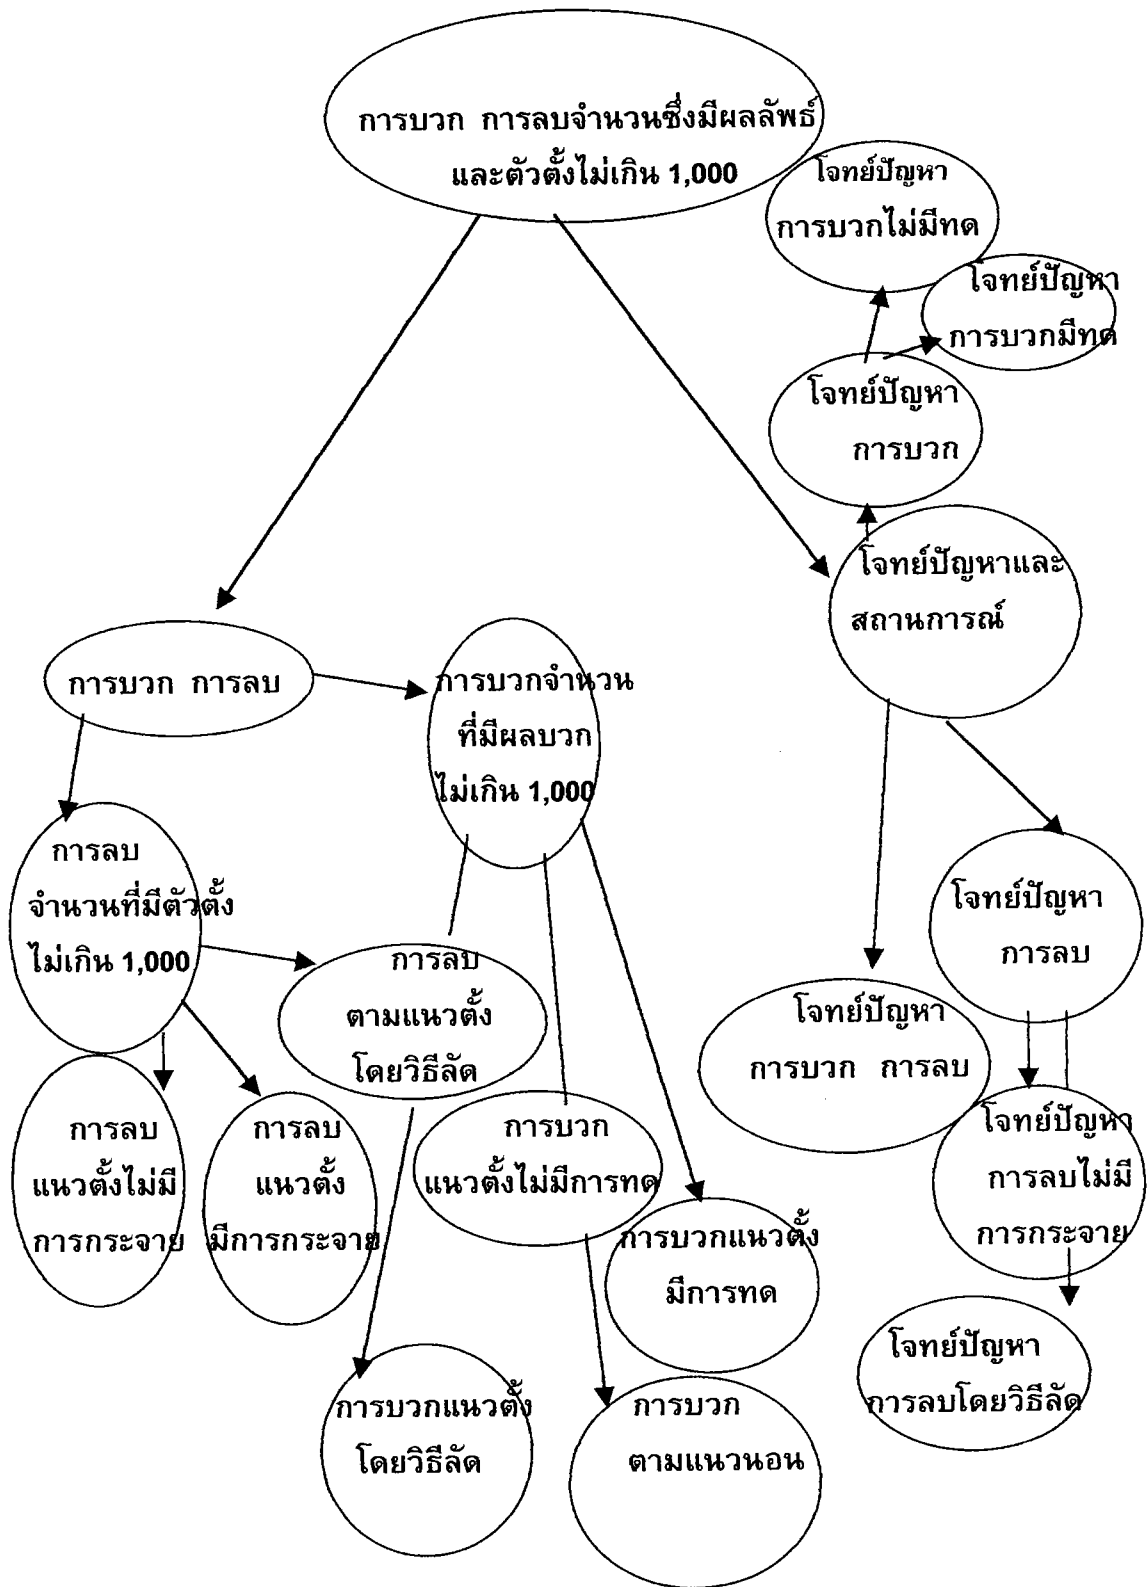 การบวก การลบจำนวนซึ่งมีผลลัพธ์
และตัวตั้งไม่เกิน 1,000
โจทย์ปัญหา
การบวกไม่มีทด
โจทย์ปัญหา
การบวกมีทด
โจทย์ปัญหา
การบวก
โจทย์ปัญหาและ
สถานการณ์
การบวก การลบ
การบวกจำนวน
ที่มีผลบวก
ไม่เกิน 1,000
การลบ
จำนวนที่มีตัวตั้ง
ไม่เกิน 1,000
โจทย์ปัญหา
การลบ
การลบ
ตามแนวตั้ง
โดยวิธีลัด
โจทย์ปัญหา
การบวก การลบ
การลบ
แนวตั้งไม่มี
การกระจาย
การลบ
แนวตั้ง
มีการกระจาย
การบวก
แนวตั้งไม่มีการทด
โจทย์ปัญหา
การลบไม่มี
การกระจาย
การบวกแนวตั้ง
มีการทด
โจทย์ปัญหา
การลบโดยวิธีลัด
การบวกแนวตั้ง
โดยวิธีลัด
การบวก
ตามแนวนอน